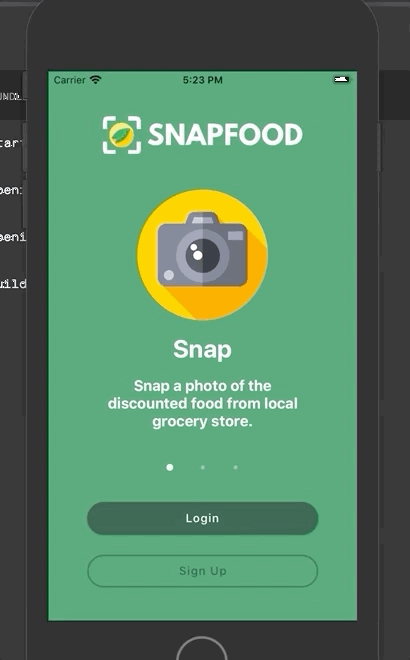 Carrier
5:23 PM
SNAPFOOD
Snap
Snap a photo of the
discounted food from local
grocery store.
Login
Sign Up